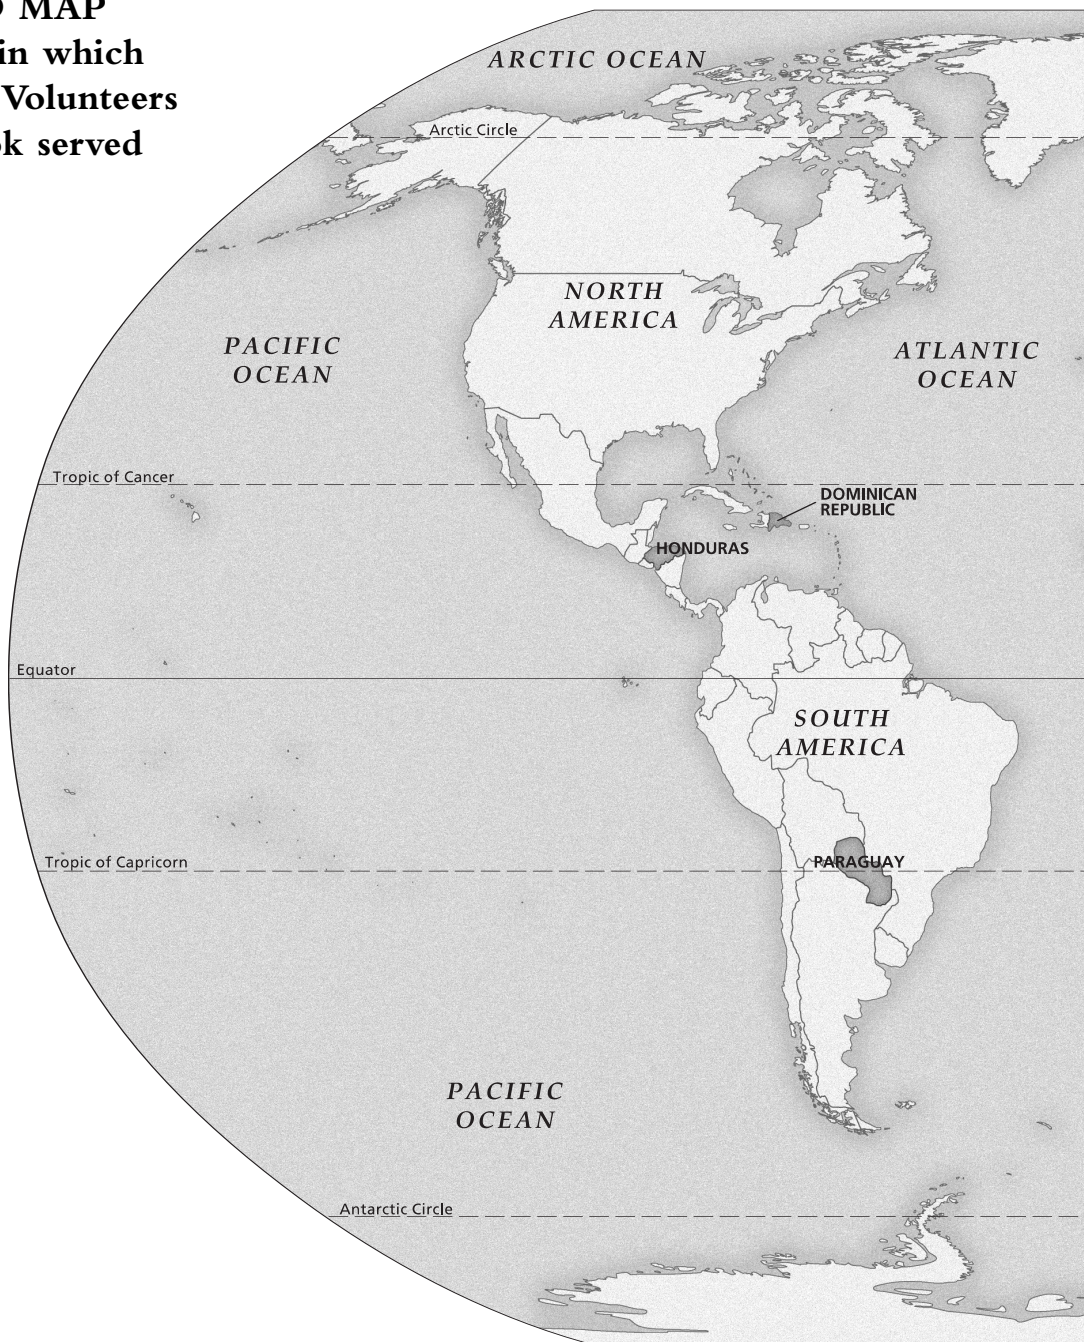 MAP
in which
Volunteers
served
ARCTIC OCEAN
Arctic Circle
NORTH
AMERICA
PACIFIC
OCEAN
ATLANTIC
OCEAN
Tropic of Cancer
DOMINICAN
REPUBLIC
HONDURAS
Equator
SOUTH
AMERICA
Tropic of Capricorn
PARAGUAY
PACIFIC
OCEAN
Antarctic Circle